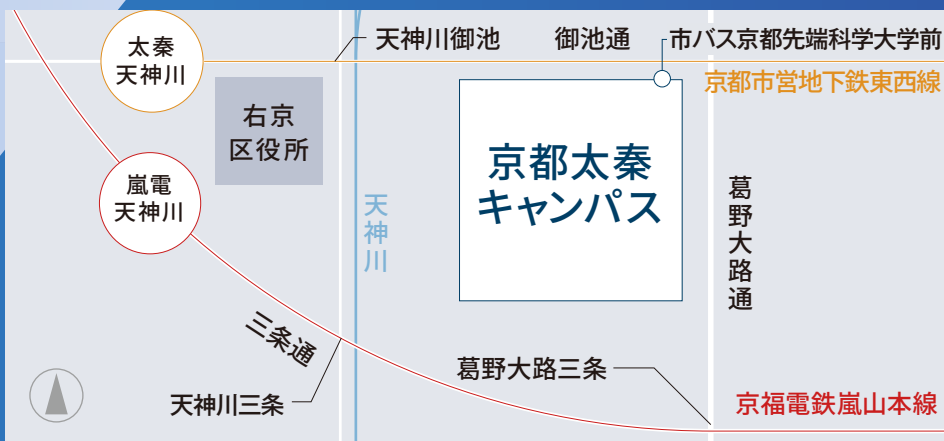 太秦
天神川
天神川御池
御池通
市バス京都先端科学大学前
京都市営地下鉄東西線
右京
区役所
京都太秦
キャンパス
嵐電
天神川
天神川
葛野大路通
三条通
葛野大路三条
天神川三条
京福電鉄嵐山本線